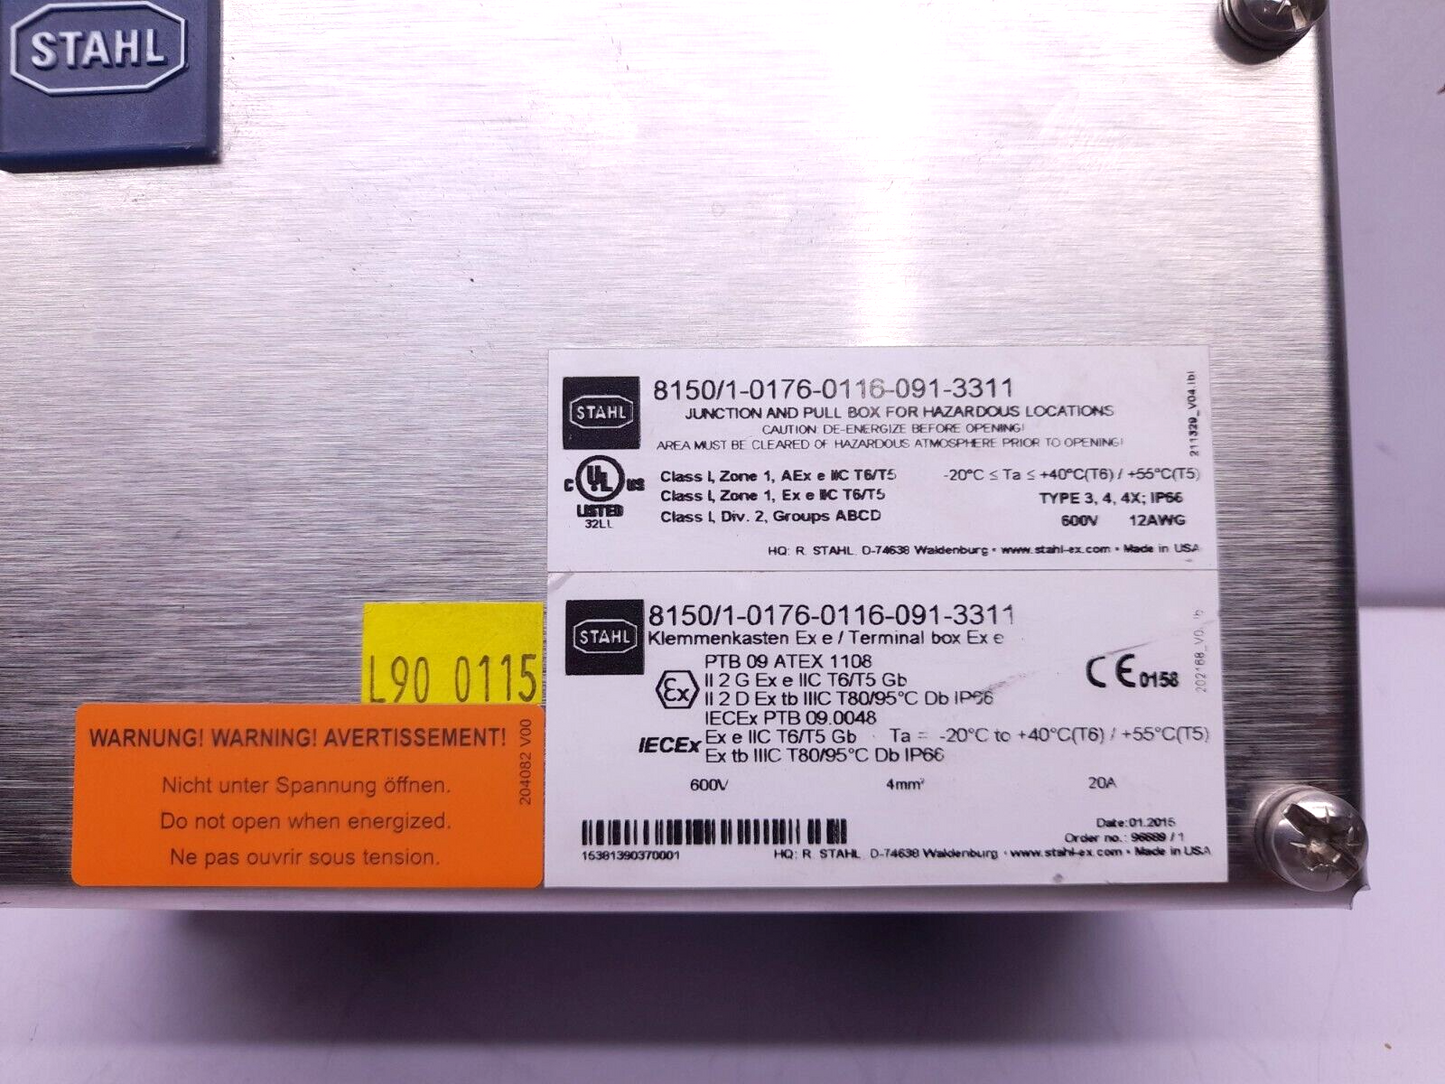 STAHL
STAHL
8150/1-0176-0116-091-3311
JUNCTION AND PULL BOX FOR HAZARDOUS LOCATIONS
CAUTION: DE-ENERGIZE BEFORE OPENING!
AREA MUST BE CLEARED OF HAZARDOUS ATMOSPHERE PRIOR TO OPENING!
211329_V04.lbl
C UL US
LISTED
32LL
Class I, Zone 1, AEx e IIC T6/T5 -20°C ≤ Ta ≤ +40°C(T6) / +55°C(T5)
Class I, Zone 1, Ex e IIC T6/T5 TYPE 3, 4, 4X; IP66
Class I, Div. 2, Groups ABCD 600V 12AWG
HQ: R. STAHL, D-74638 Waldenburg • www.stahl-ex.com • Made in USA
STAHL
8150/1-0176-0116-091-3311
Klemmenkasten Ex e / Terminal box Ex e
PTB 09 ATEX 1108
Ex II 2 G Ex e IIC T6/T5 Gb CE 0158
II 2 D Ex tb IIIC T80/95°C Db IP66
IECEx PTB 09.0048
IECEx Ex e IIC T6/T5 Gb Ta = -20°C to +40°C(T6) / +55°C(T5)
Ex tb IIIC T80/95°C Db IP66
600V 4mm² 20A
Date:01.2015
Order no.: 96689 / 1
15381390370001 HQ: R. STAHL, D-74638 Waldenburg • www.stahl-ex.com • Made in USA
L90 0115
WARNUNG! WARNING! AVERTISSEMENT!
Nicht unter Spannung öffnen.
Do not open when energized.
Ne pas ouvrir sous tension.
204082 V00